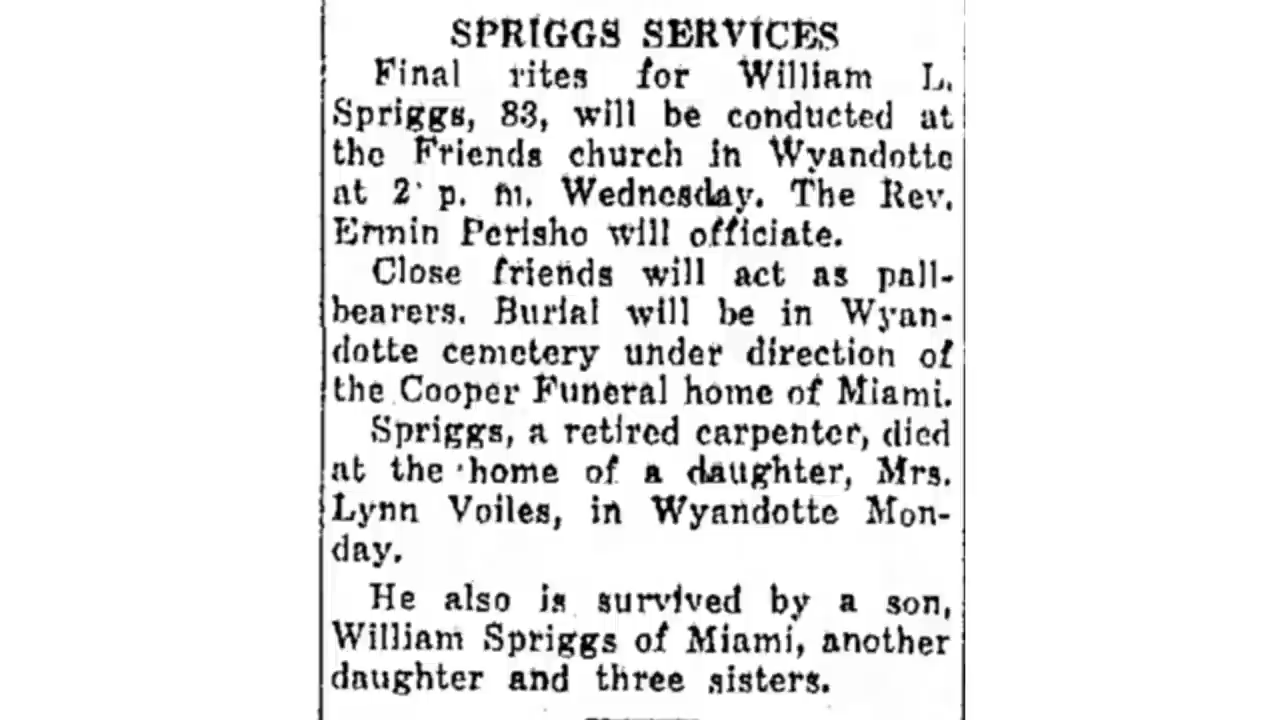 SPRIGGS SERVICES
Final rites for William L.
Spriggs, 83, will be conducted at
the Friends church in Wyandotte
at 2 p. m. Wednesday. The Rev.
Ermin Perisho will officiate.
Close friends will act as pall-
bearers. Burial will be in Wyan-
dotte cemetery under direction of
the Cooper Funeral home of Miami.
Spriggs, a retired carpenter, died
at the home of a daughter, Mrs.
Lynn Voiles, in Wyandotte Mon-
day.
He also is survived by a son,
William Spriggs of Miami, another
daughter and three sisters.